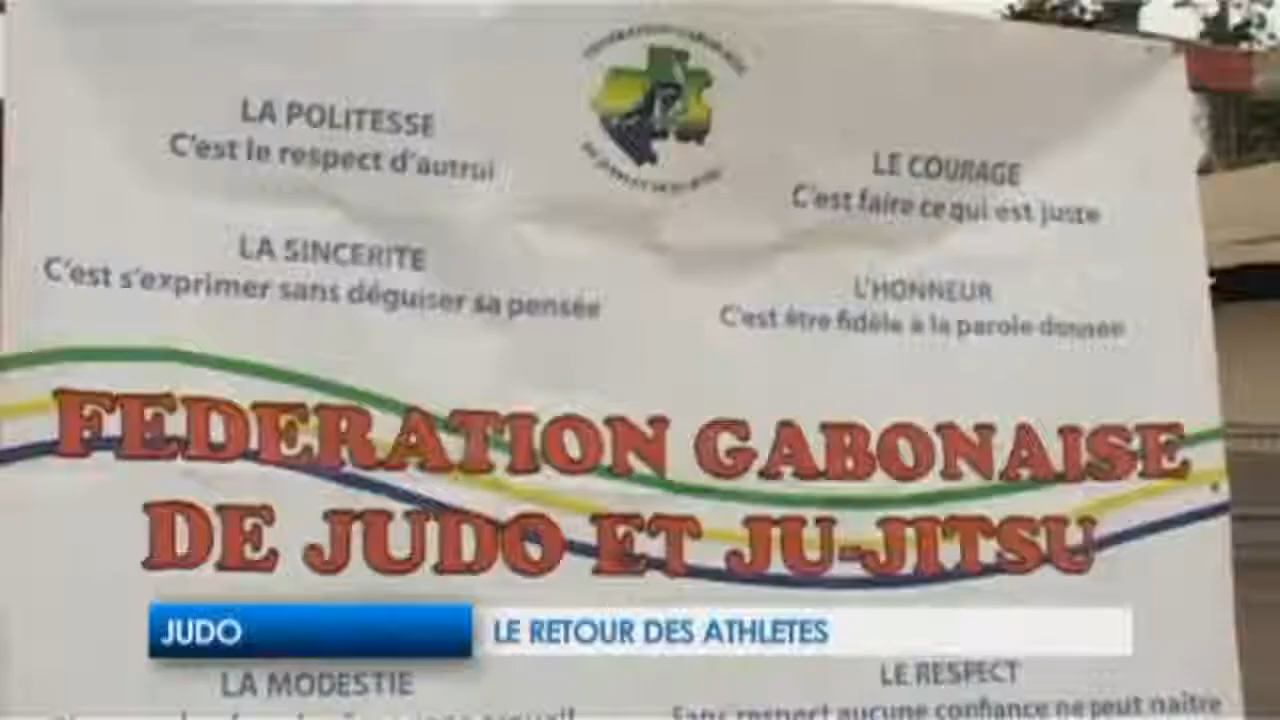 LA POLITESSE
C'est le respect d'autrui
LE COURAGE
C'est faire ce qui est juste
LA SINCERITE
C'est s'exprimer sans déguiser sa pensée
L'HONNEUR
C'est être fidèle à la parole donnée
FEDERATION GABONAISE
DE JUDO ET JU-JITSU
JUDO
LE RETOUR DES ATHLETES
LA MODESTIE
LE RESPECT
Sans respect aucune confiance ne peut naître